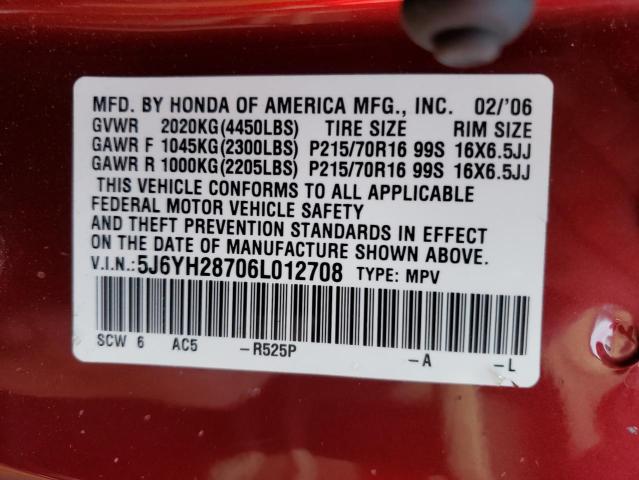 MFD. BY HONDA OF AMERICA MFG., INC. 02/'06
GVWR 2020KG(4450LBS) TIRE SIZE RIM SIZE
GAWR F 1045KG(2300LBS) P215/70R16 99S 16X6.5JJ
GAWR R 1000KG(2205LBS) P215/70R16 99S 16X6.5JJ
THIS VEHICLE CONFORMS TO ALL APPLICABLE
FEDERAL MOTOR VEHICLE SAFETY
AND THEFT PREVENTION STANDARDS IN EFFECT
ON THE DATE OF MANUFACTURE SHOWN ABOVE.
V.I.N.: 5J6YH28706L012708 TYPE: MPV
SCW 6 AC5 -R525P -A -L